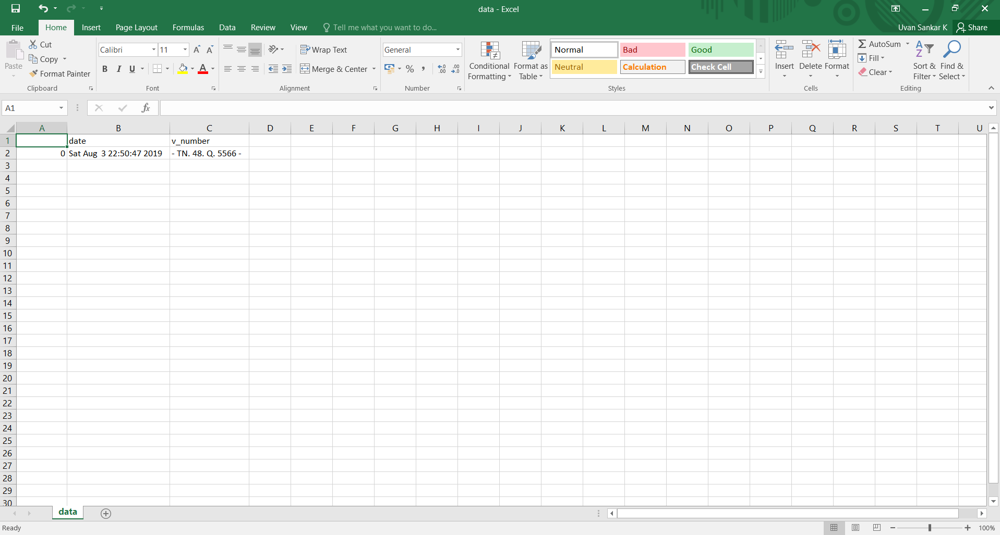 data - Excel
File Home Insert Page Layout Formulas Data Review View Tell me what you want to do... Uvan Sankar K Share
Paste
Cut
Copy
Format Painter
Clipboard
Calibri 11 A A
B I U A
Font
Wrap Text
Merge & Center
Alignment
General
% , .0 .00 .00 .0
Number
Conditional Formatting
Format as Table
Normal Bad Good
Neutral Calculation Check Cell
Styles
Insert Delete Format
Cells
AutoSum
Fill
Clear
Sort & Filter
Find & Select
Editing
A1 fx
A B C D E F G H I J K L M N O P Q R S T U
1 date v_number
2 0 Sat Aug  3 22:50:47 2019 - TN. 48. Q. 5566 -
3
4
5
6
7
8
9
10
11
12
13
14
15
16
17
18
19
20
21
22
23
24
25
26
27
28
29
30
data
Ready 100%